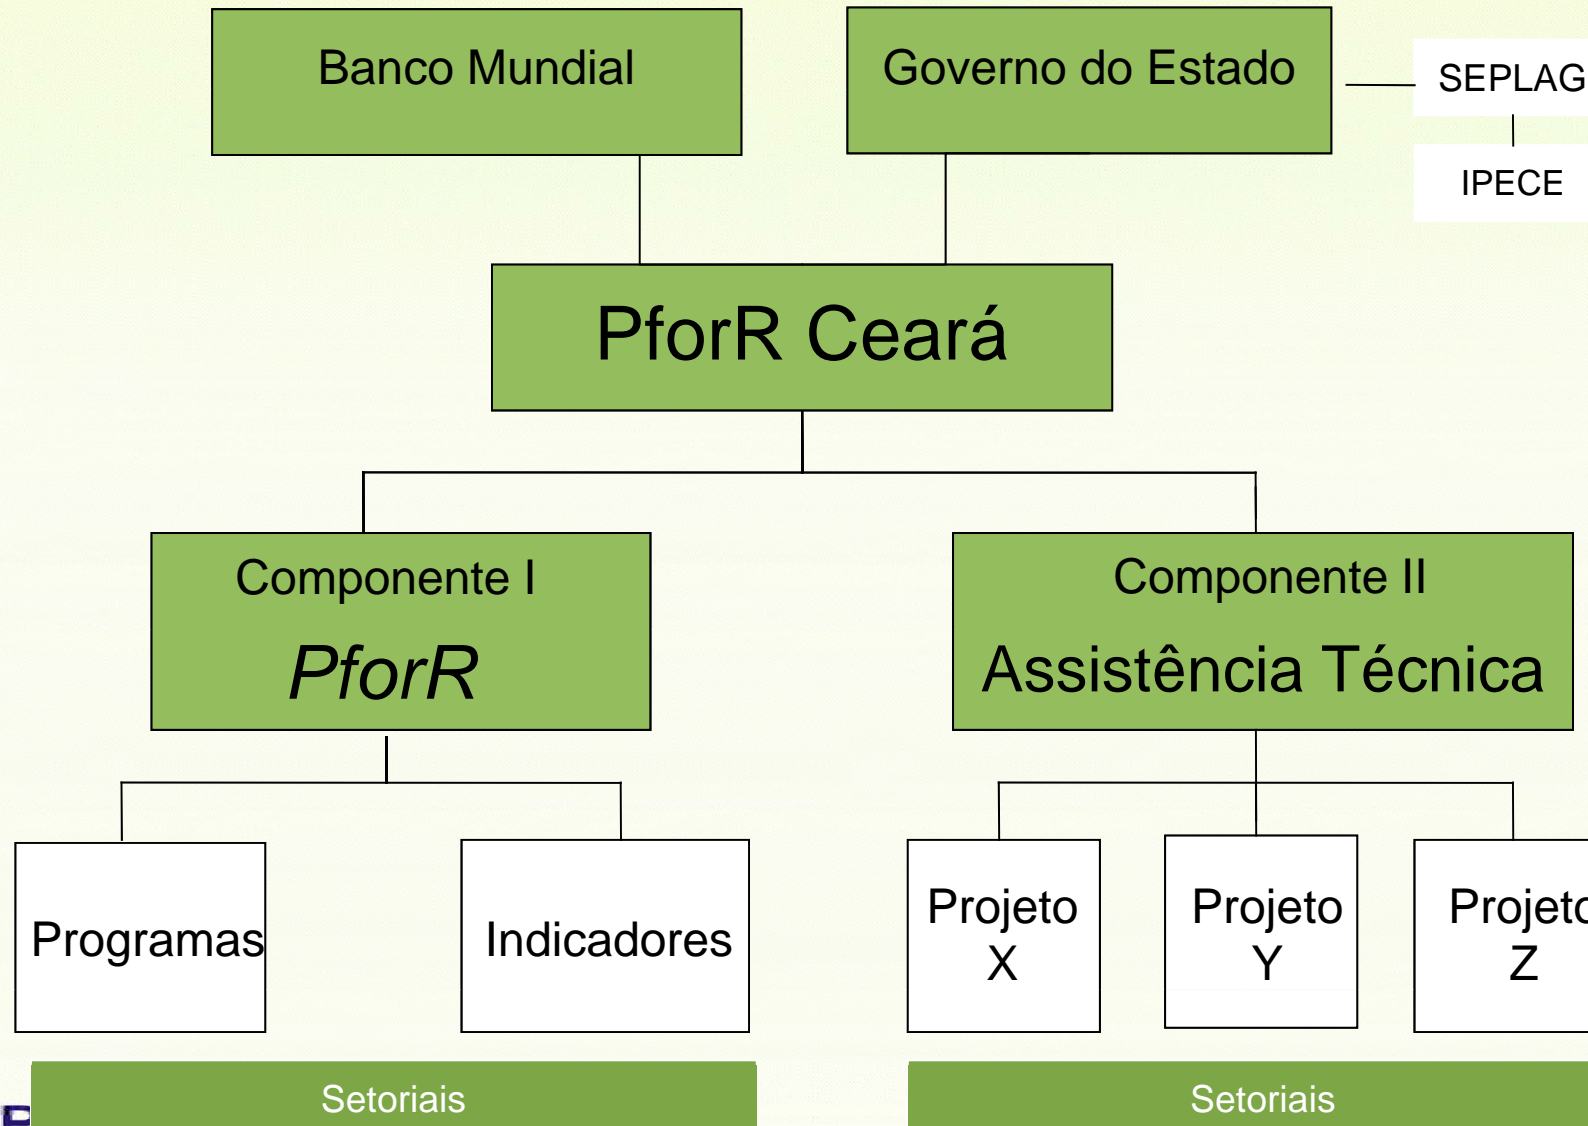 Banco Mundial
Governo do Estado
SEPLAG
IPECE
PforR Ceará
Componente I
PforR
Componente II
Assistência Técnica
Programas
Indicadores
Projeto
X
Projeto
Y
Projeto
Z
Setoriais
Setoriais